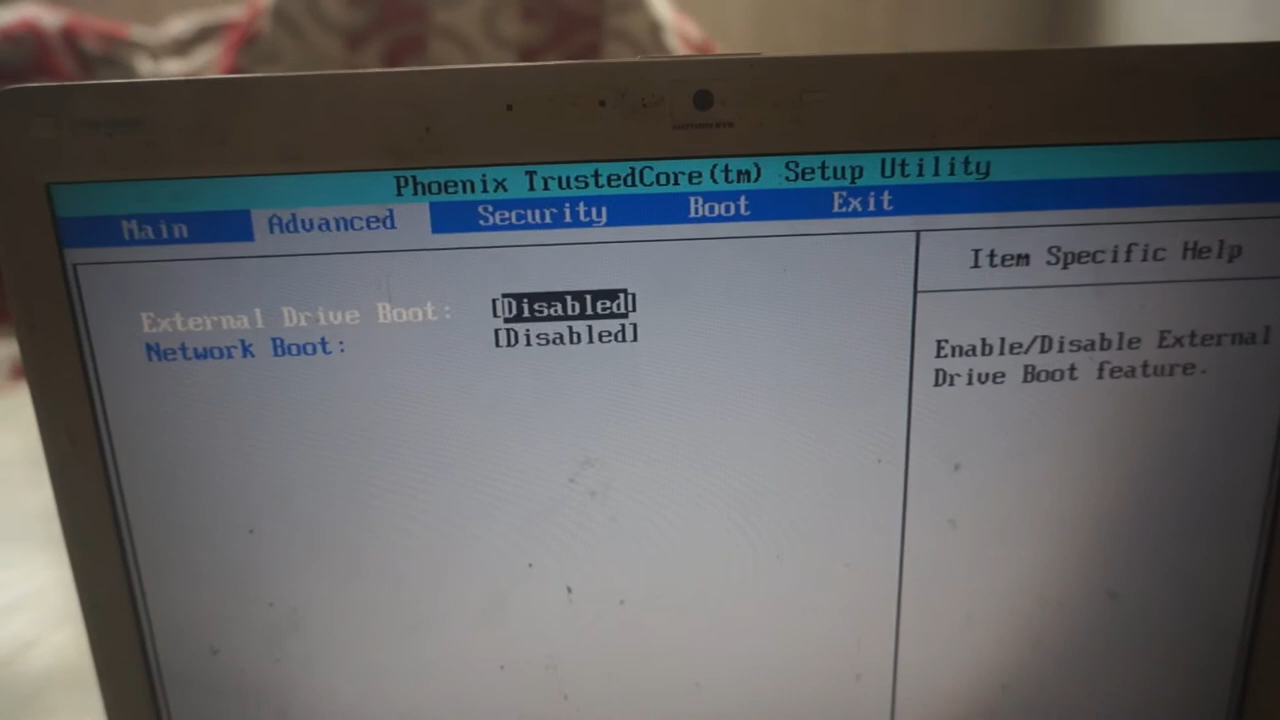 Phoenix TrustedCore(tm) Setup Utility
Main Advanced Security Boot Exit
External Drive Boot: [Disabled]
Network Boot: [Disabled]
Item Specific Help
Enable/Disable External
Drive Boot feature.